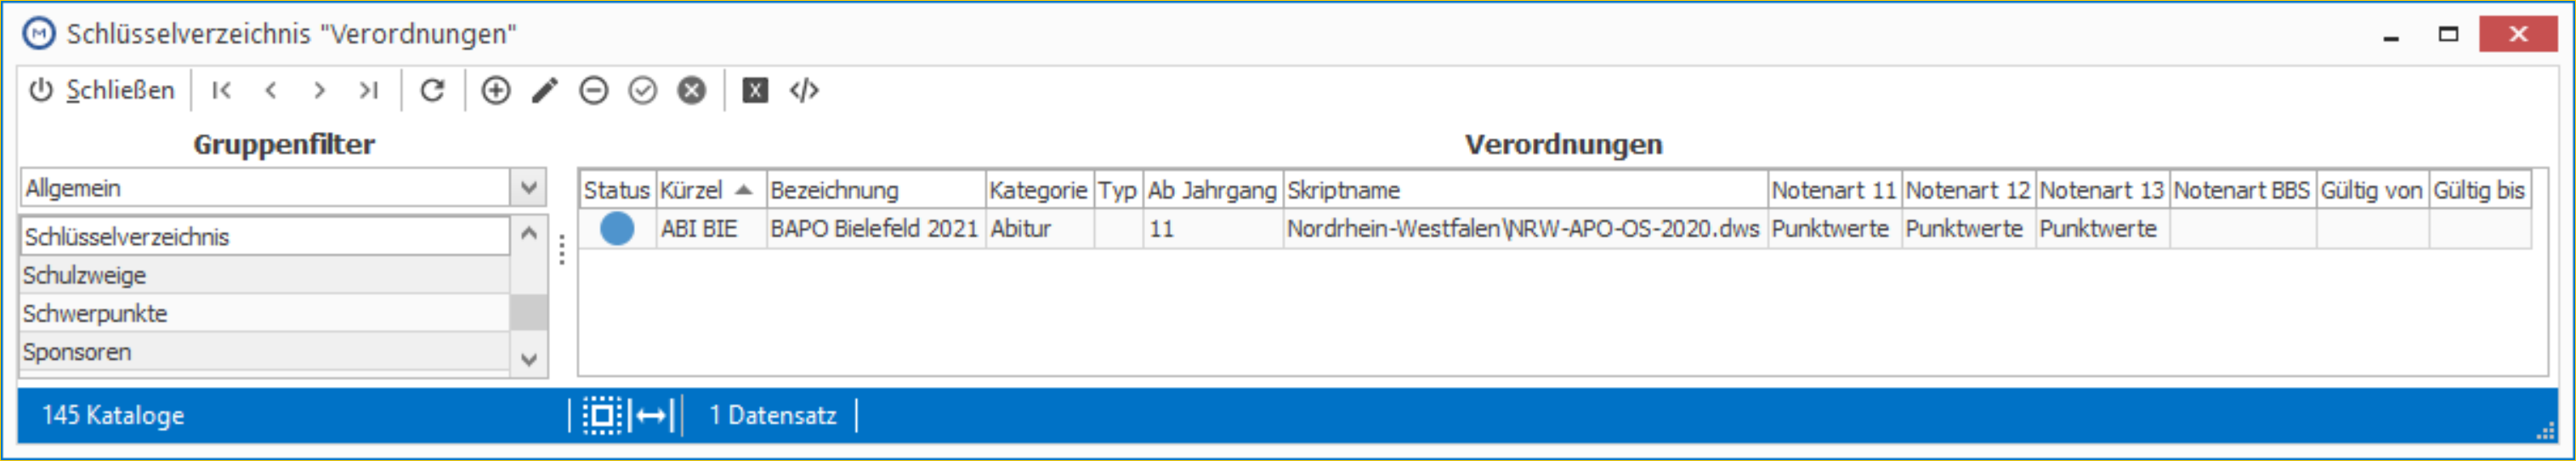 Schlüsselverzeichnis "Verordnungen"
Schließen
Gruppenfilter
Verordnungen
Allgemein
Status Kürzel Bezeichnung Kategorie Typ Ab Jahrgang Skriptname Notenart 11 Notenart 12 Notenart 13 Notenart BBS Gültig von Gültig bis
ABI BIE BAPO Bielefeld 2021 Abitur 11 Nordrhein-Westfalen\NRW-APO-OS-2020.dws Punktwerte Punktwerte Punktwerte
Schlüsselverzeichnis
Schulzweige
Schwerpunkte
Sponsoren
145 Kataloge
1 Datensatz